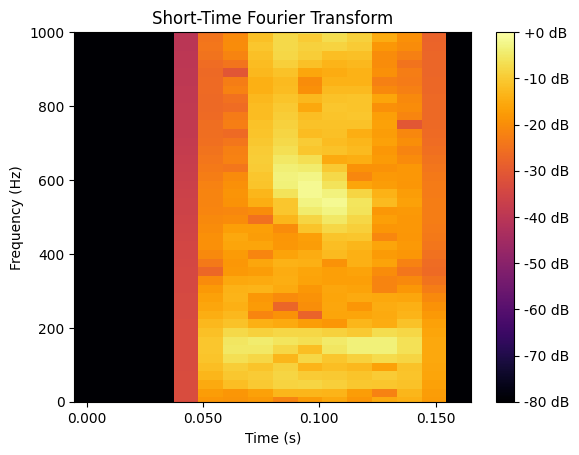 Short-Time Fourier Transform
1000
800
600
400
200
0
Frequency (Hz)
0.000
0.050
0.100
0.150
Time (s)
+0 dB
-10 dB
-20 dB
-30 dB
-40 dB
-50 dB
-60 dB
-70 dB
-80 dB